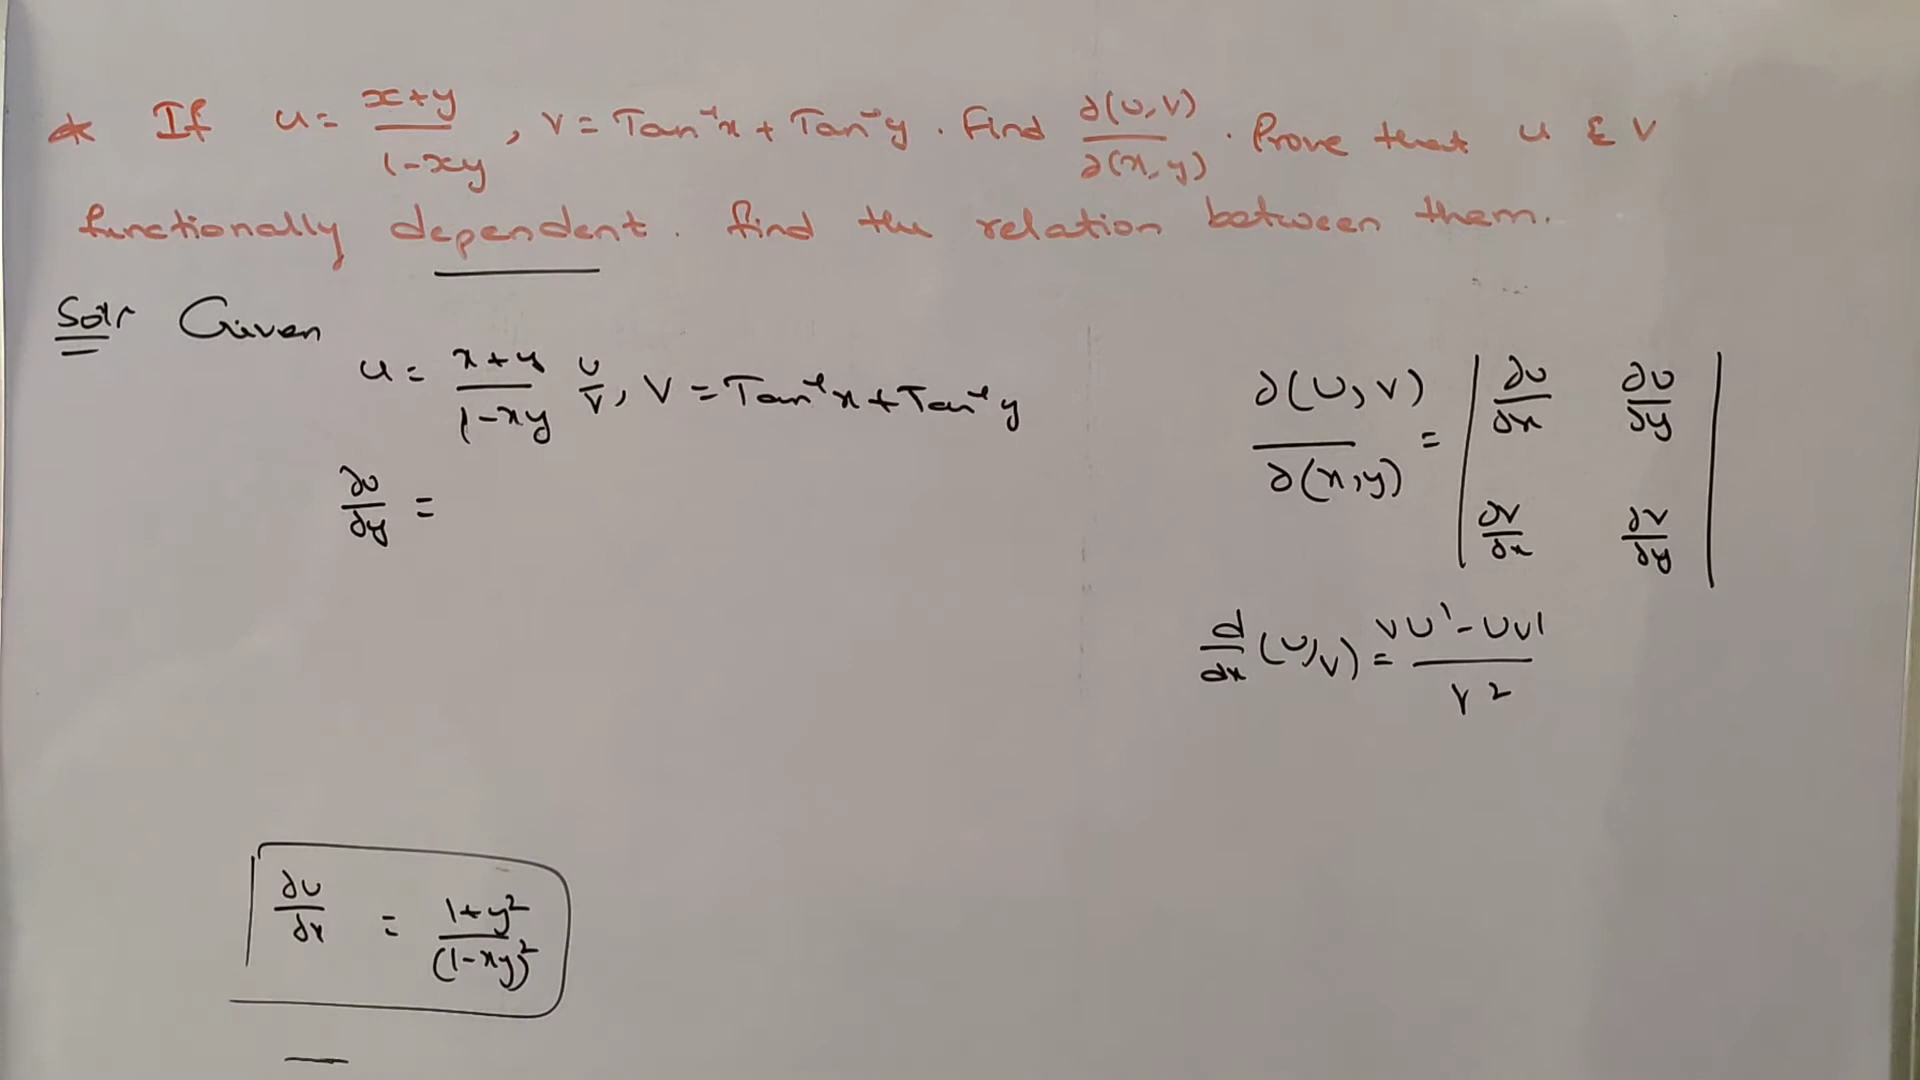 * If u = x+y / 1-xy , v = Tan⁻¹x + Tan⁻¹y . Find ∂(u,v) / ∂(x,y) . Prove that u & v
functionally dependent. find the relation between them.
Sol: Given
u = x+y / 1-xy u/v, v = Tan⁻¹x + Tan⁻¹y
∂u/∂y =
∂(u,v) / ∂(x,y) = | ∂u/∂x ∂u/∂y |
| ∂v/∂x ∂v/∂y |
d/dx (u/v) = vu' - uv' / v²
∂u/∂x = 1+y² / (1-xy)²